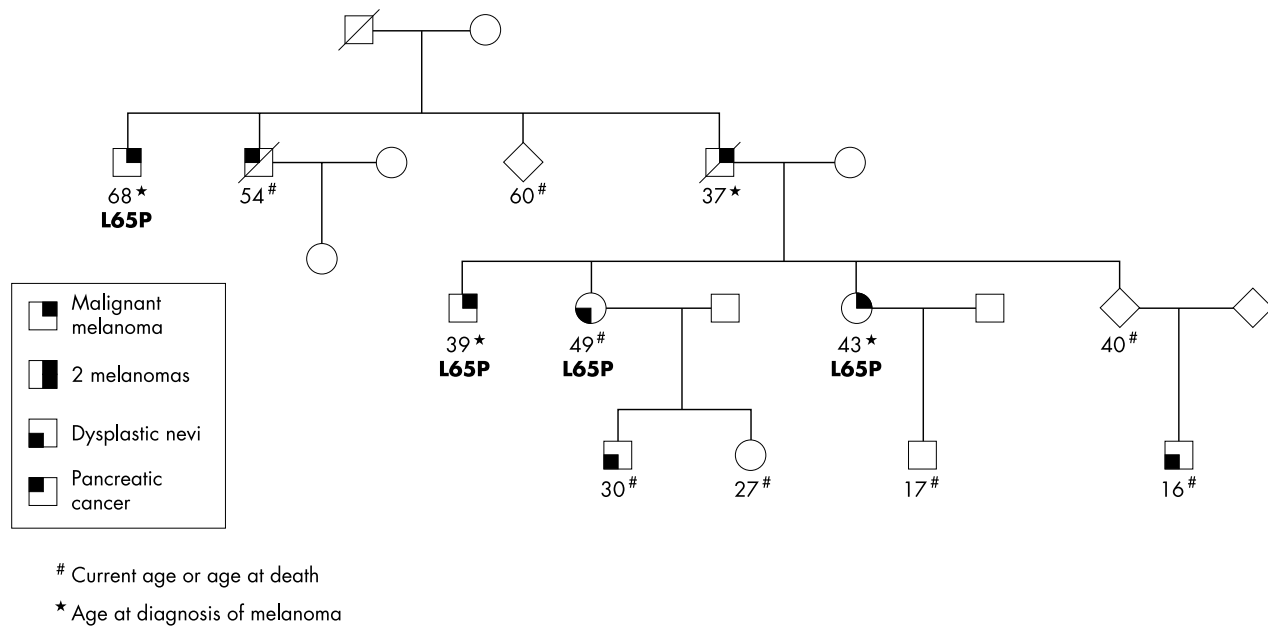 68★
L65P
54#
60#
37★
39★
L65P
49#
L65P
43★
L65P
40#
30#
27#
17#
16#
Malignant
melanoma
2 melanomas
Dysplastic nevi
Pancreatic
cancer
# Current age or age at death
★ Age at diagnosis of melanoma